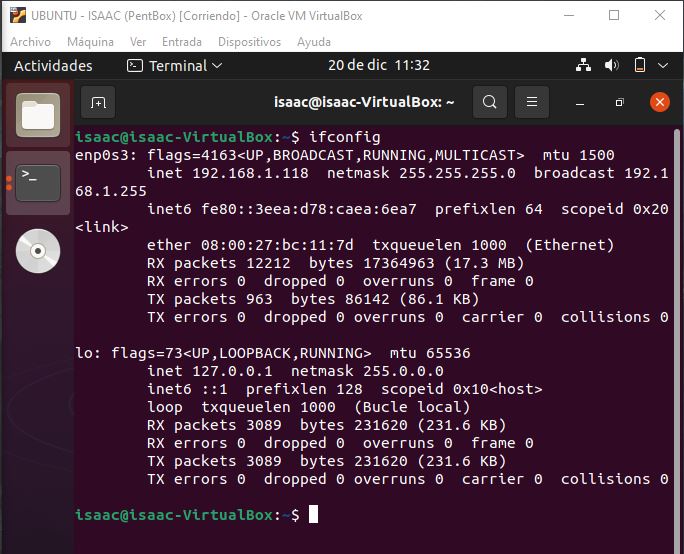 UBUNTU - ISAAC (PentBox) [Corriendo] - Oracle VM VirtualBox
Archivo Máquina Ver Entrada Dispositivos Ayuda
Actividades Terminal 20 de dic 11:32
isaac@isaac-VirtualBox: ~
isaac@isaac-VirtualBox:~$ ifconfig
enp0s3: flags=4163<UP,BROADCAST,RUNNING,MULTICAST> mtu 1500
inet 192.168.1.118 netmask 255.255.255.0 broadcast 192.1
68.1.255
inet6 fe80::3eea:d78:caea:6ea7 prefixlen 64 scopeid 0x20
<link>
ether 08:00:27:bc:11:7d txqueuelen 1000 (Ethernet)
RX packets 12212 bytes 17364963 (17.3 MB)
RX errors 0 dropped 0 overruns 0 frame 0
TX packets 963 bytes 86142 (86.1 KB)
TX errors 0 dropped 0 overruns 0 carrier 0 collisions 0
lo: flags=73<UP,LOOPBACK,RUNNING> mtu 65536
inet 127.0.0.1 netmask 255.0.0.0
inet6 ::1 prefixlen 128 scopeid 0x10<host>
loop txqueuelen 1000 (Bucle local)
RX packets 3089 bytes 231620 (231.6 KB)
RX errors 0 dropped 0 overruns 0 frame 0
TX packets 3089 bytes 231620 (231.6 KB)
TX errors 0 dropped 0 overruns 0 carrier 0 collisions 0
isaac@isaac-VirtualBox:~$